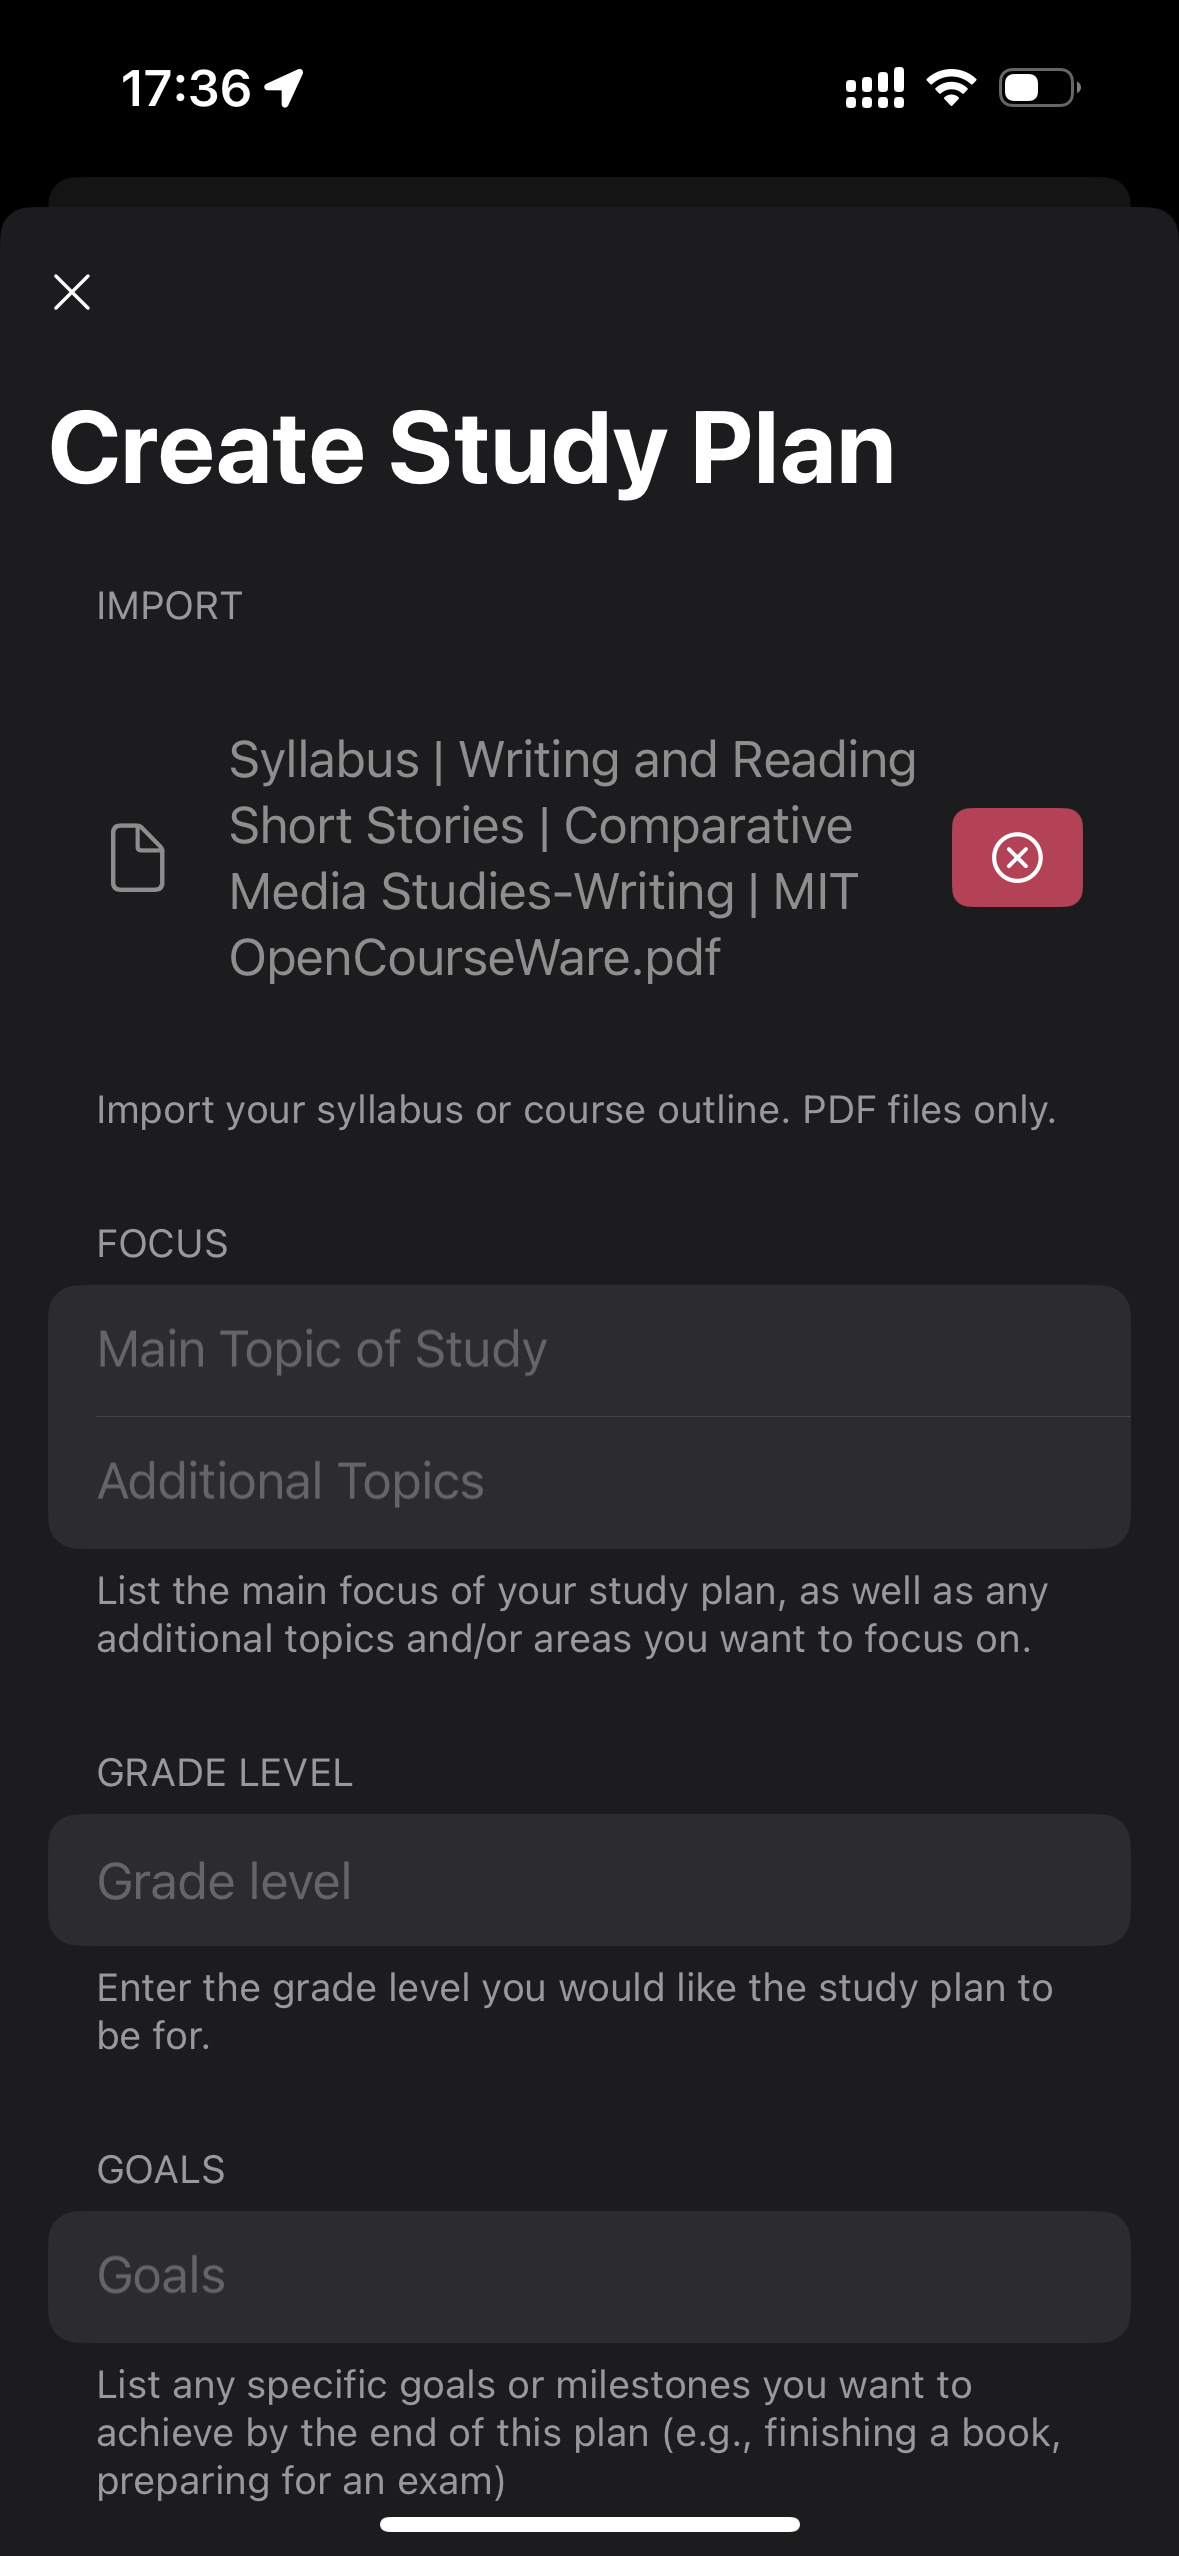 17:36
Create Study Plan
IMPORT
Syllabus | Writing and Reading
Short Stories | Comparative
Media Studies-Writing | MIT
OpenCourseWare.pdf
Import your syllabus or course outline. PDF files only.
FOCUS
Main Topic of Study
Additional Topics
List the main focus of your study plan, as well as any
additional topics and/or areas you want to focus on.
GRADE LEVEL
Grade level
Enter the grade level you would like the study plan to
be for.
GOALS
Goals
List any specific goals or milestones you want to
achieve by the end of this plan (e.g., finishing a book,
preparing for an exam)